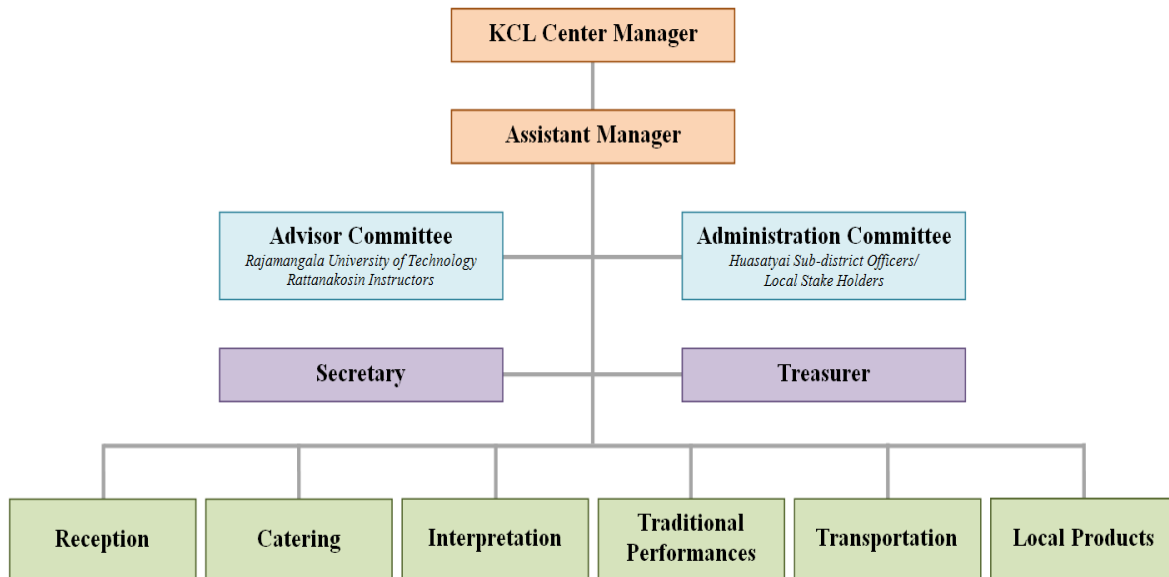 KCL Center Manager
Assistant Manager
Advisor Committee
Rajamangala University of Technology
Rattanakosin Instructors
Administration Committee
Huasatyai Sub-district Officers/
Local Stake Holders
Secretary
Treasurer
Reception
Catering
Interpretation
Traditional
Performances
Transportation
Local Products